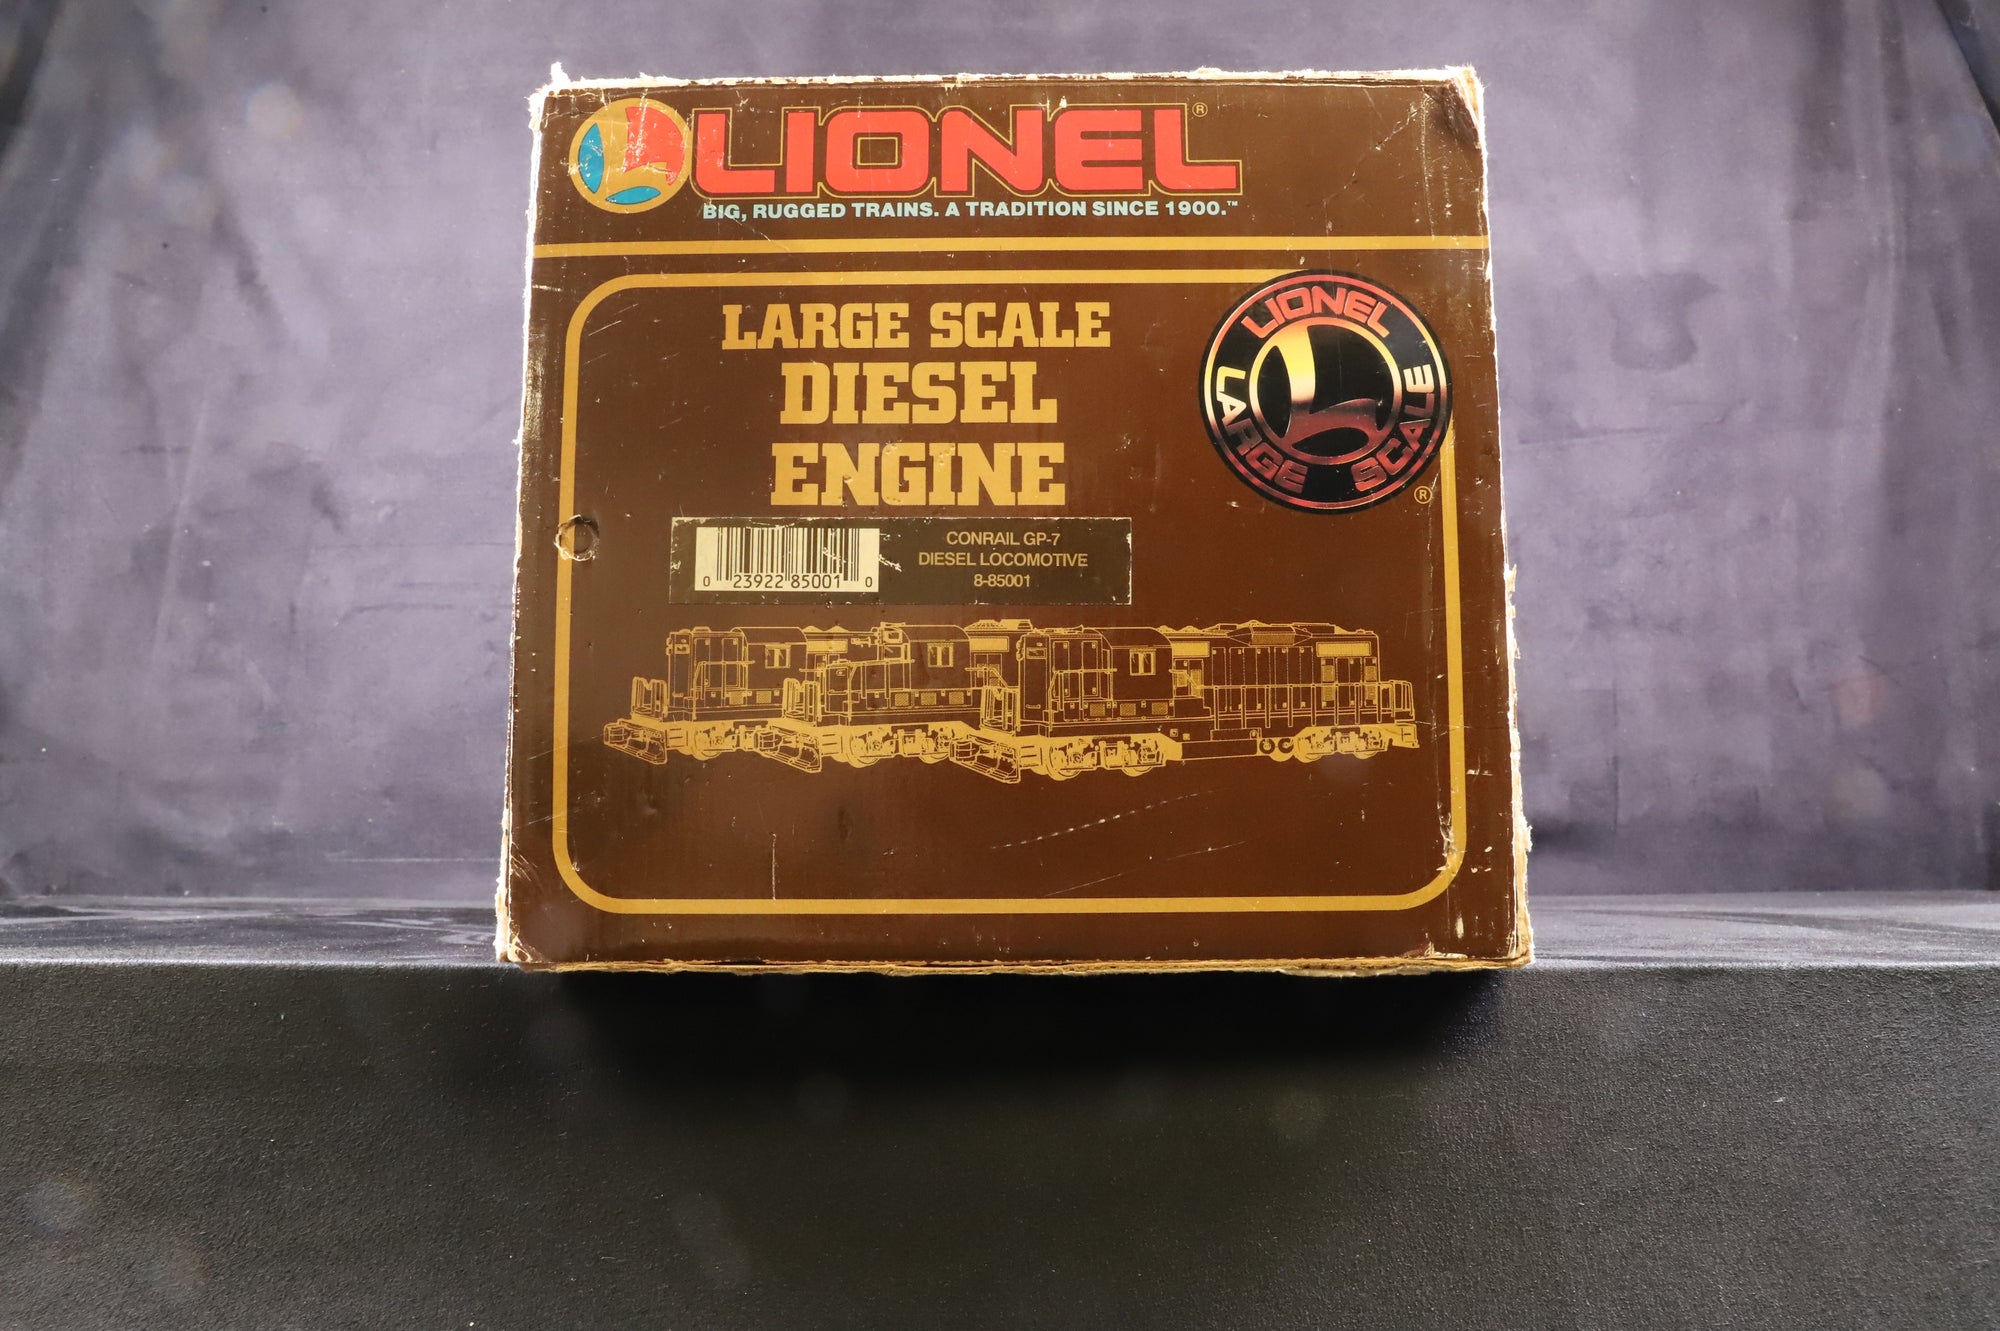 LIONEL®
BIG, RUGGED TRAINS. A TRADITION SINCE 1900.™
LARGE SCALE
DIESEL
ENGINE
LIONEL
LARGE SCALE
®
CONRAIL GP-7
DIESEL LOCOMOTIVE
8-85001
0 23922 85001 0